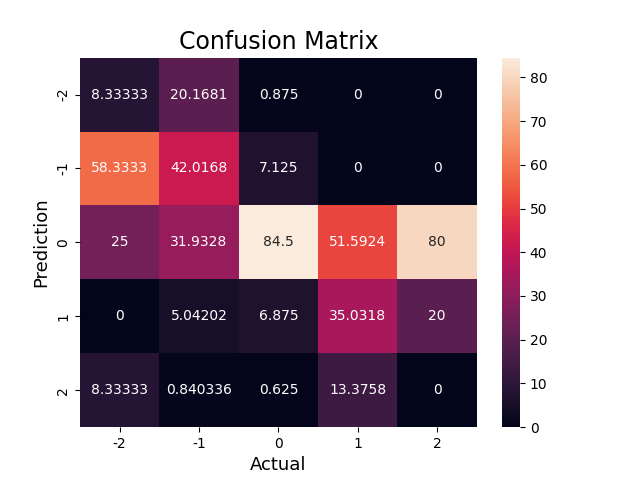 Confusion Matrix
-2 8.33333 20.1681 0.875 0 0
-1 58.3333 42.0168 7.125 0 0
0 25 31.9328 84.5 51.5924 80
1 0 5.04202 6.875 35.0318 20
2 8.33333 0.840336 0.625 13.3758 0
-2 -1 0 1 2
Prediction
Actual
80
70
60
50
40
30
20
10
0